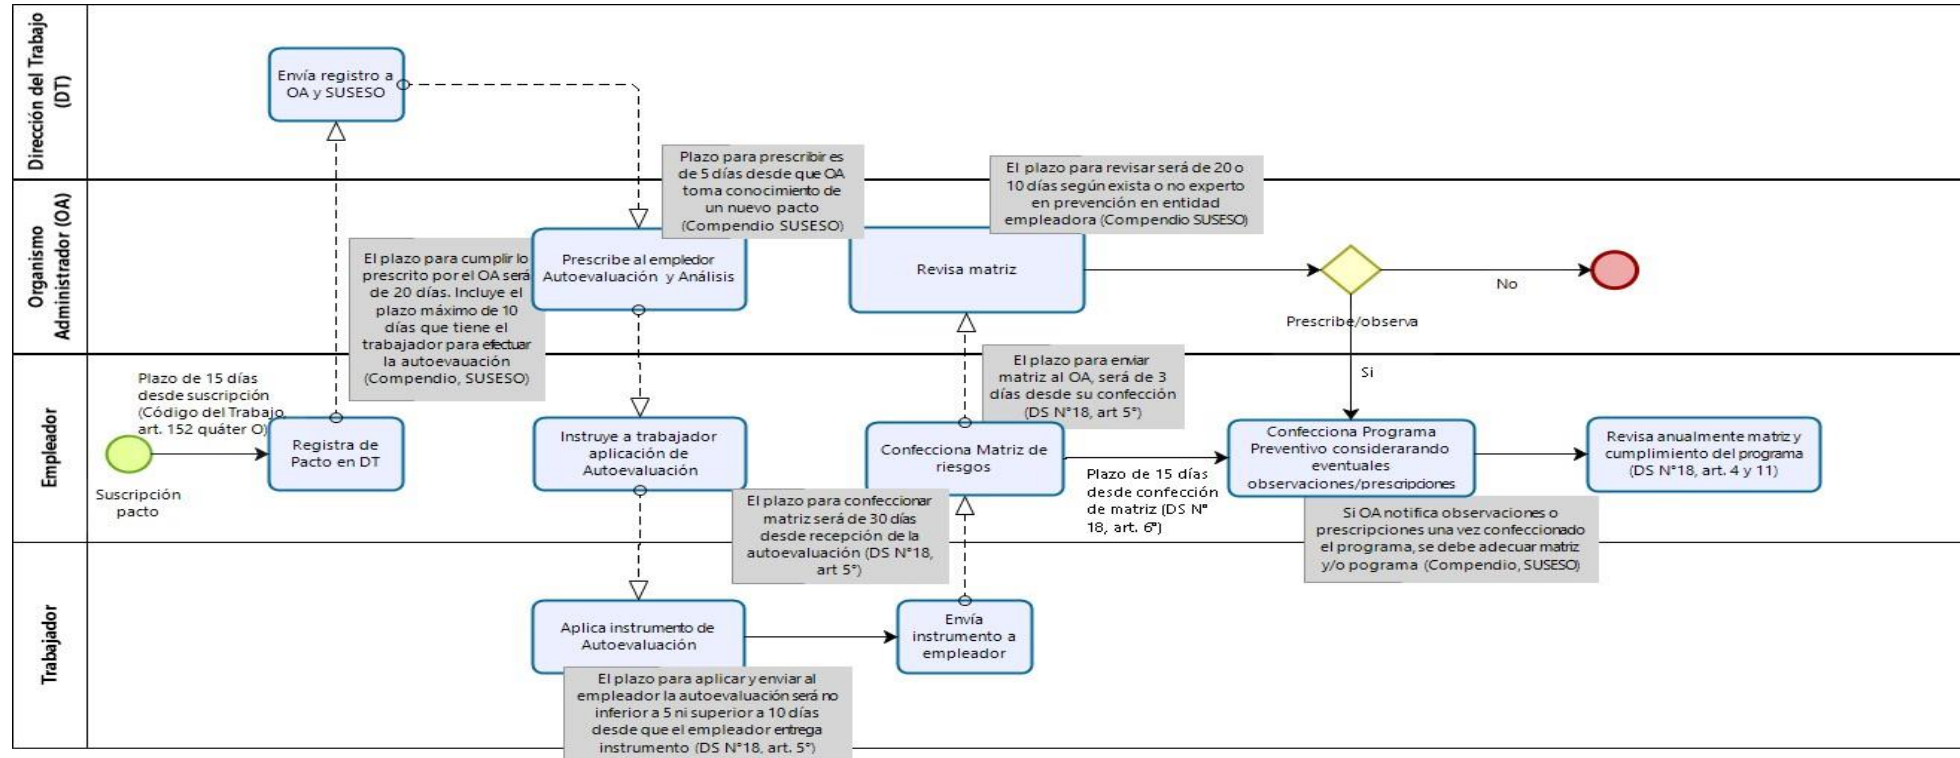 Dirección del Trabajo
(DT)
Envía registro a
OA y SUSESO
Organismo
Administrador (OA)
Plazo para prescribir es
de 5 días desde que OA
toma conocimiento de
un nuevo pacto
(Compendio SUSESO)
El plazo para revisar será de 20 o
10 días según exista o no experto
en prevención en entidad
empleadora (Compendio SUSESO)
El plazo para cumplir lo
prescrito por el OA será
de 20 días. Incluye el
plazo máximo de 10
días que tiene el
trabajador para efectuar
la autoevauación
(Compendio, SUSESO)
Prescribe al empledor
Autoevaluación y Análisis
Revisa matriz
No
Prescribe/observa
Si
Empleador
Plazo de 15 días
desde suscripción
(Código del Trabajo,
art. 152 quáter O)
Suscripción
pacto
Registra de
Pacto en DT
Instruye a trabajador
aplicación de
Autoevaluación
El plazo para enviar
matriz al OA, será de 3
días desde su confección
(DS N°18, art 5°)
Confecciona Matriz de
riesgos
Plazo de 15 días
desde confección
de matriz (DS N°
18, art. 6°)
Confecciona Programa
Preventivo considerarando
eventuales
observaciones/prescripciones
Revisa anualmente matriz y
cumplimiento del programa
(DS N°18, art. 4 y 11)
El plazo para confeccionar
matriz será de 30 días
desde recepción de la
autoevaluación (DS N°18,
art 5°)
Si OA notifica observaciones o
prescripciones una vez confeccionado
el programa, se debe adecuar matriz
y/o pograma (Compendio, SUSESO)
Trabajador
Aplica instrumento de
Autoevaluación
Envía
instrumento a
empleador
El plazo para aplicar y enviar al
empleador la autoevaluación será no
inferior a 5 ni superior a 10 días
desde que el empleador entrega
instrumento (DS N°18, art. 5°)